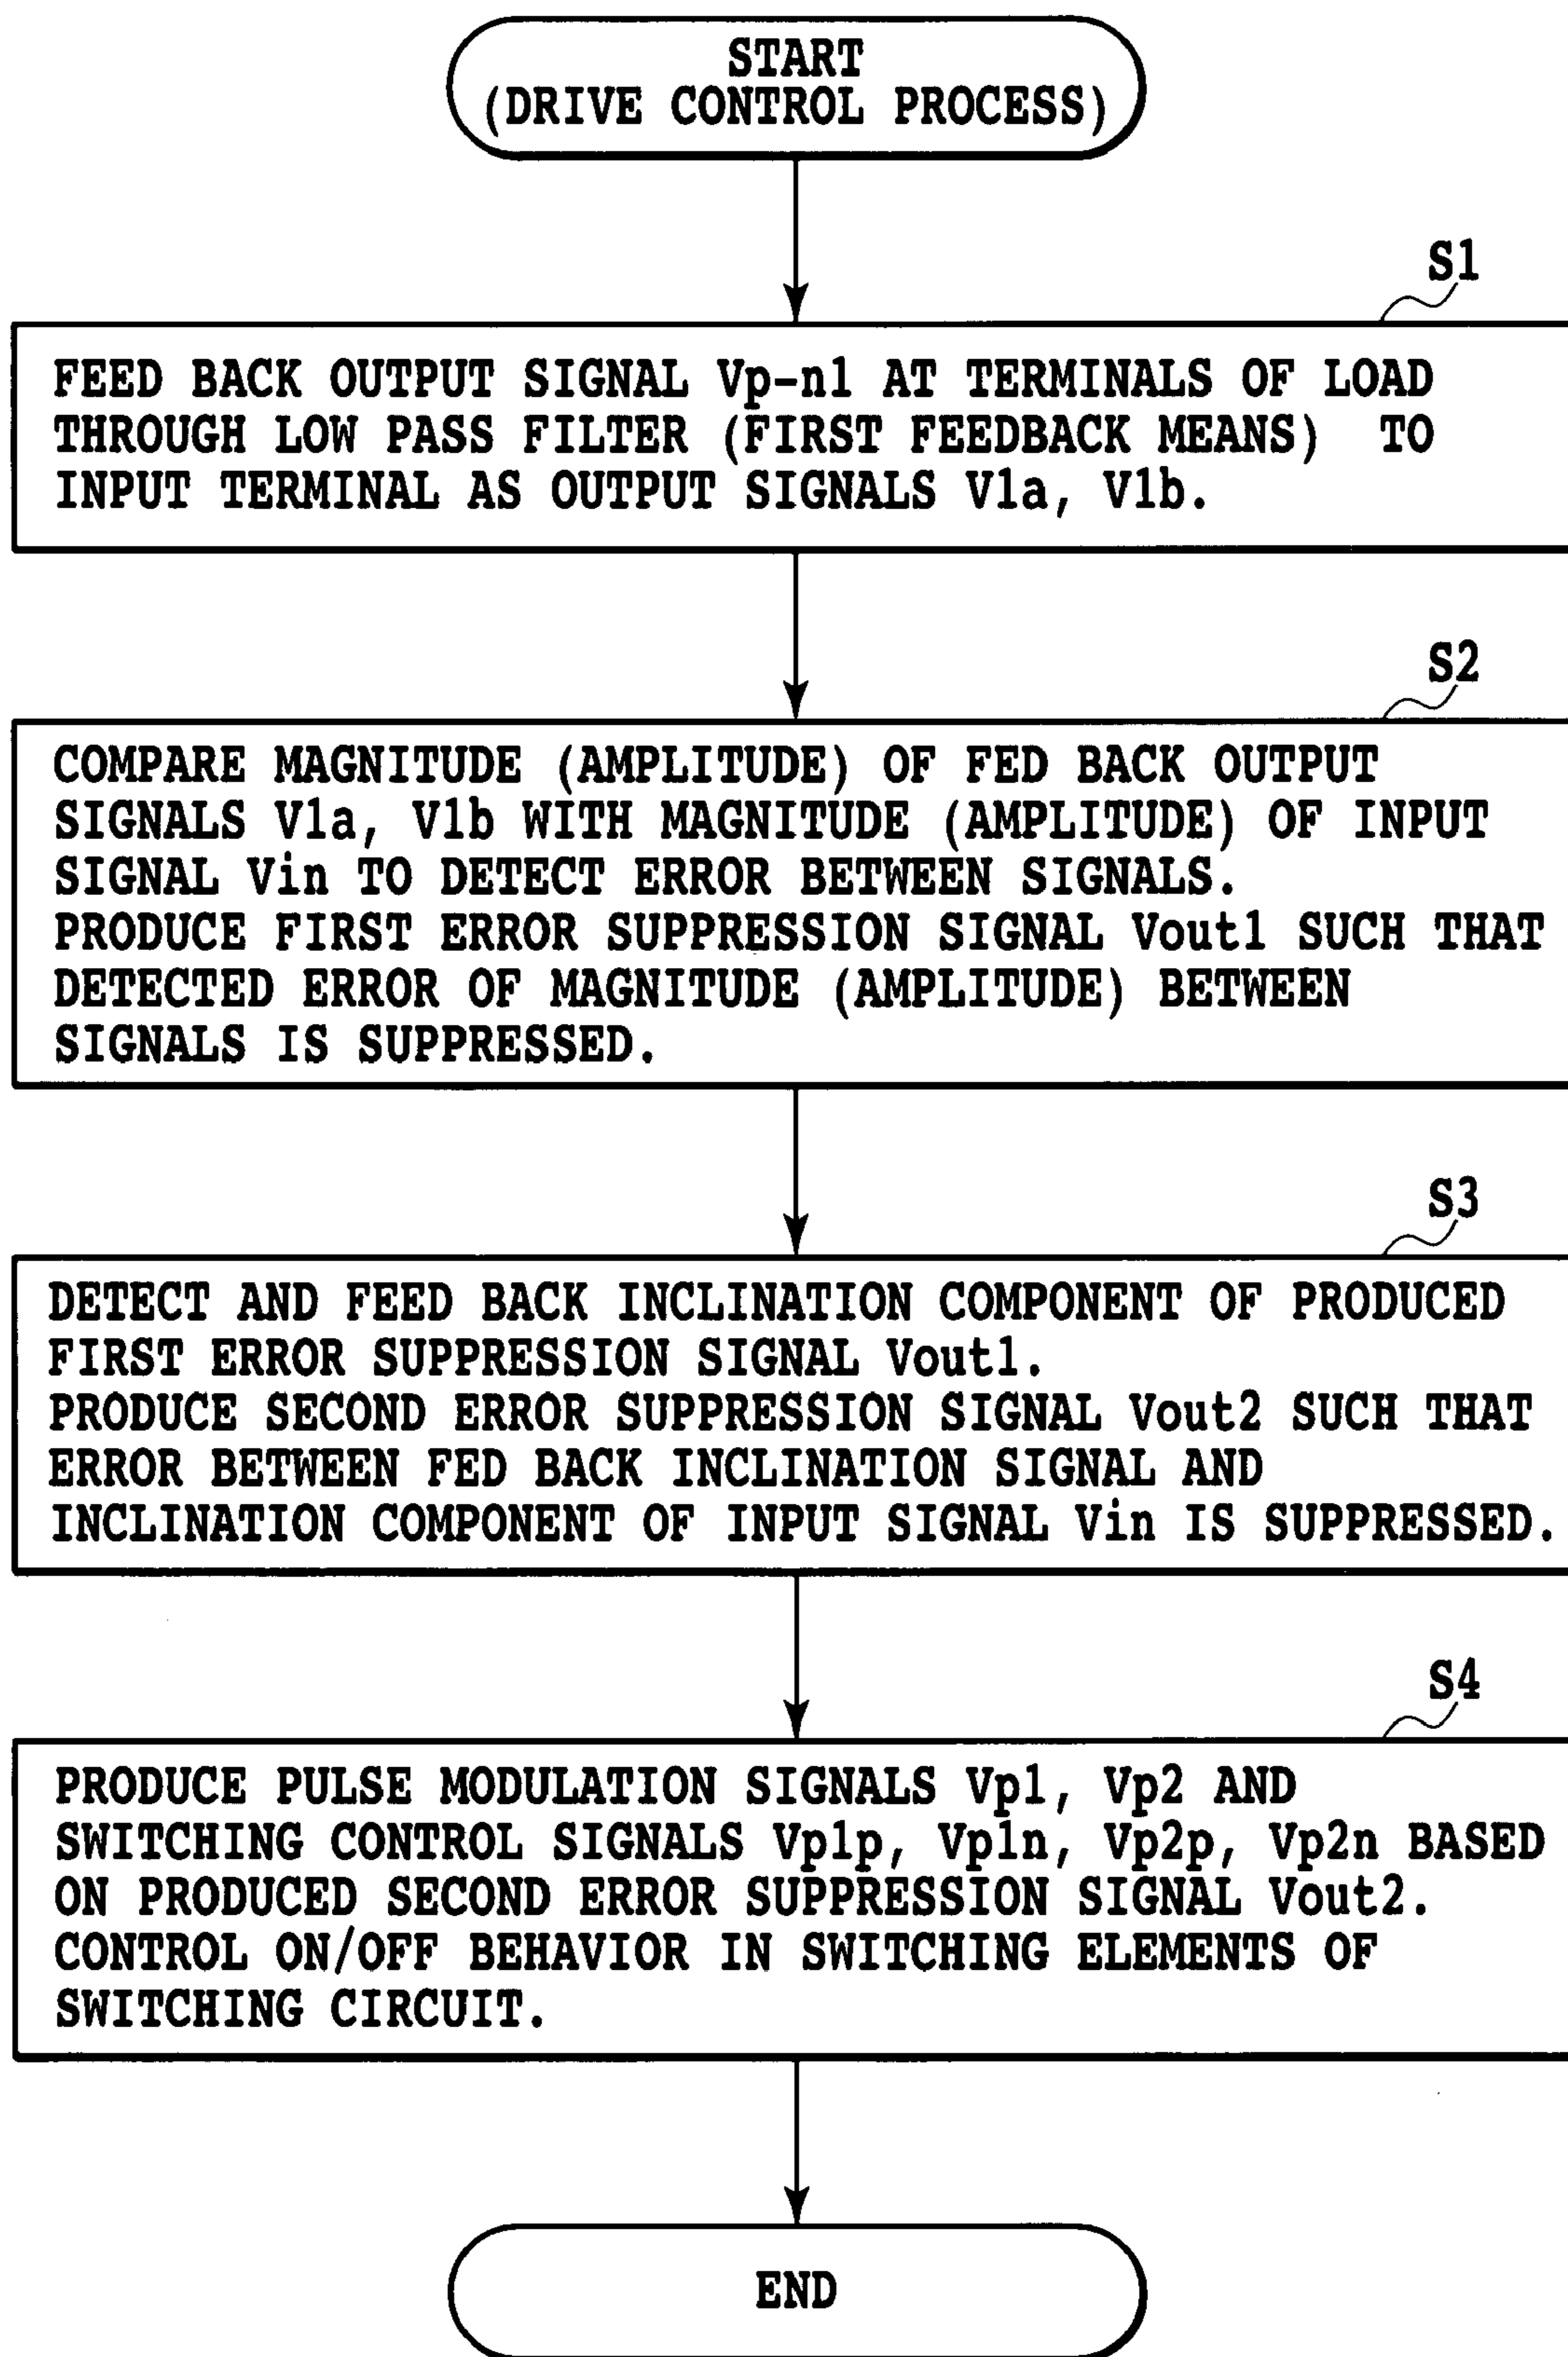 START
(DRIVE CONTROL PROCESS)
S1
FEED BACK OUTPUT SIGNAL Vp-n1 AT TERMINALS OF LOAD
THROUGH LOW PASS FILTER (FIRST FEEDBACK MEANS) TO
INPUT TERMINAL AS OUTPUT SIGNALS V1a, V1b.
S2
COMPARE MAGNITUDE (AMPLITUDE) OF FED BACK OUTPUT
SIGNALS V1a, V1b WITH MAGNITUDE (AMPLITUDE) OF INPUT
SIGNAL Vin TO DETECT ERROR BETWEEN SIGNALS.
PRODUCE FIRST ERROR SUPPRESSION SIGNAL Vout1 SUCH THAT
DETECTED ERROR OF MAGNITUDE (AMPLITUDE) BETWEEN
SIGNALS IS SUPPRESSED.
S3
DETECT AND FEED BACK INCLINATION COMPONENT OF PRODUCED
FIRST ERROR SUPPRESSION SIGNAL Vout1.
PRODUCE SECOND ERROR SUPPRESSION SIGNAL Vout2 SUCH THAT
ERROR BETWEEN FED BACK INCLINATION SIGNAL AND
INCLINATION COMPONENT OF INPUT SIGNAL Vin IS SUPPRESSED.
S4
PRODUCE PULSE MODULATION SIGNALS Vp1, Vp2 AND
SWITCHING CONTROL SIGNALS Vp1p, Vp1n, Vp2p, Vp2n BASED
ON PRODUCED SECOND ERROR SUPPRESSION SIGNAL Vout2.
CONTROL ON/OFF BEHAVIOR IN SWITCHING ELEMENTS OF
SWITCHING CIRCUIT.
END